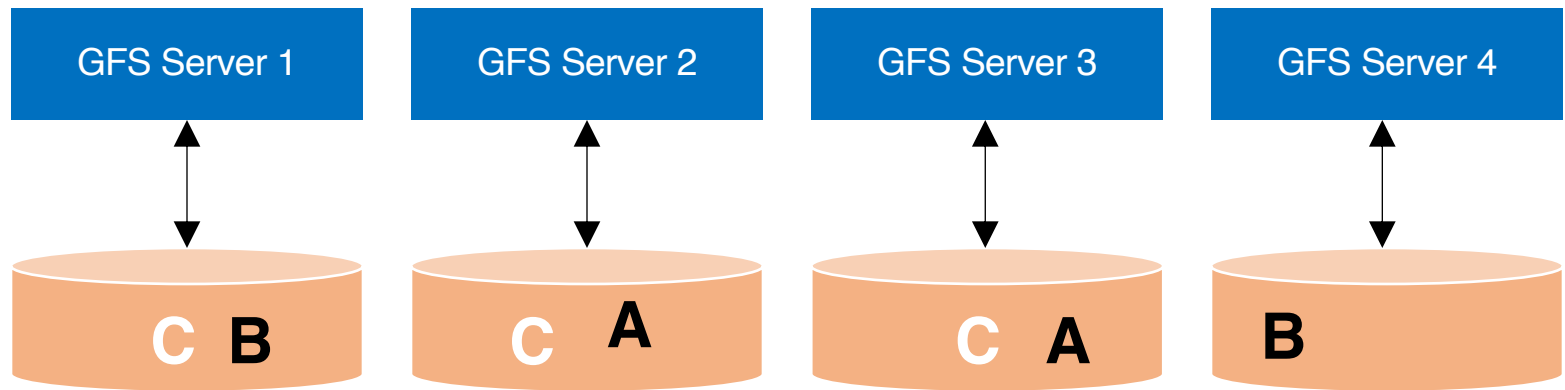 GFS Server 1
GFS Server 2
GFS Server 3
GFS Server 4
C B
C A
C A
B